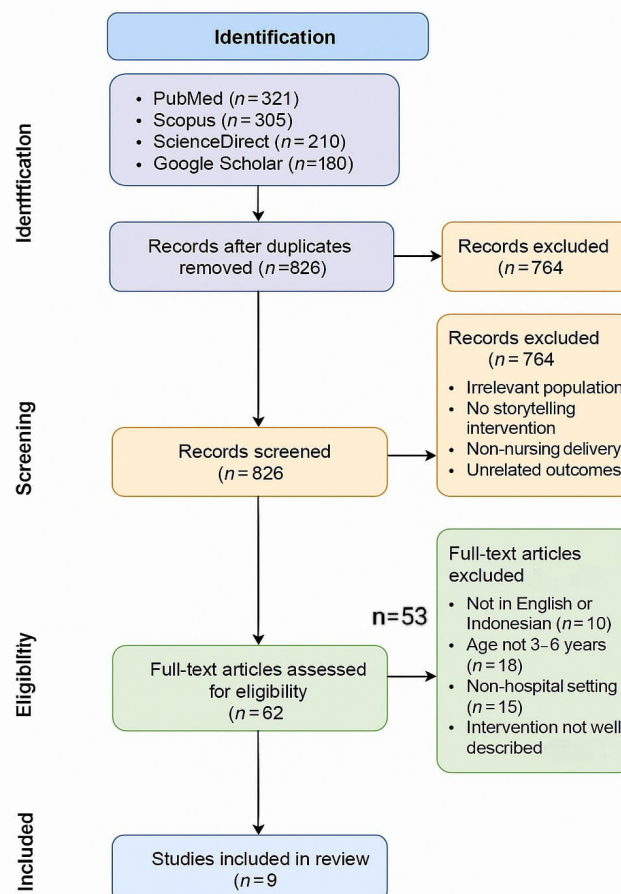 Identification
Identification
• PubMed (n=321)
• Scopus (n=305)
• ScienceDirect (n=210)
• Google Scholar (n=180)
Records after duplicates
removed (n=826)
Records excluded
(n=764
Screening
Records excluded
(n=764
• Irrelevant population
• No storytelling
intervention
• Non-nursing delivery
• Unrelated outcomes
Records screened
(n=826
Eligibility
n=53
Full-text articles
excluded
• Not in English or
Indonesian (n=10)
• Age not 3–6 years
(n=18)
• Non-hospital setting
(n=15)
• Intervention not well
described
Full-text articles assessed
for eligibility
(n=62
Included
Studies included in review
(n=9